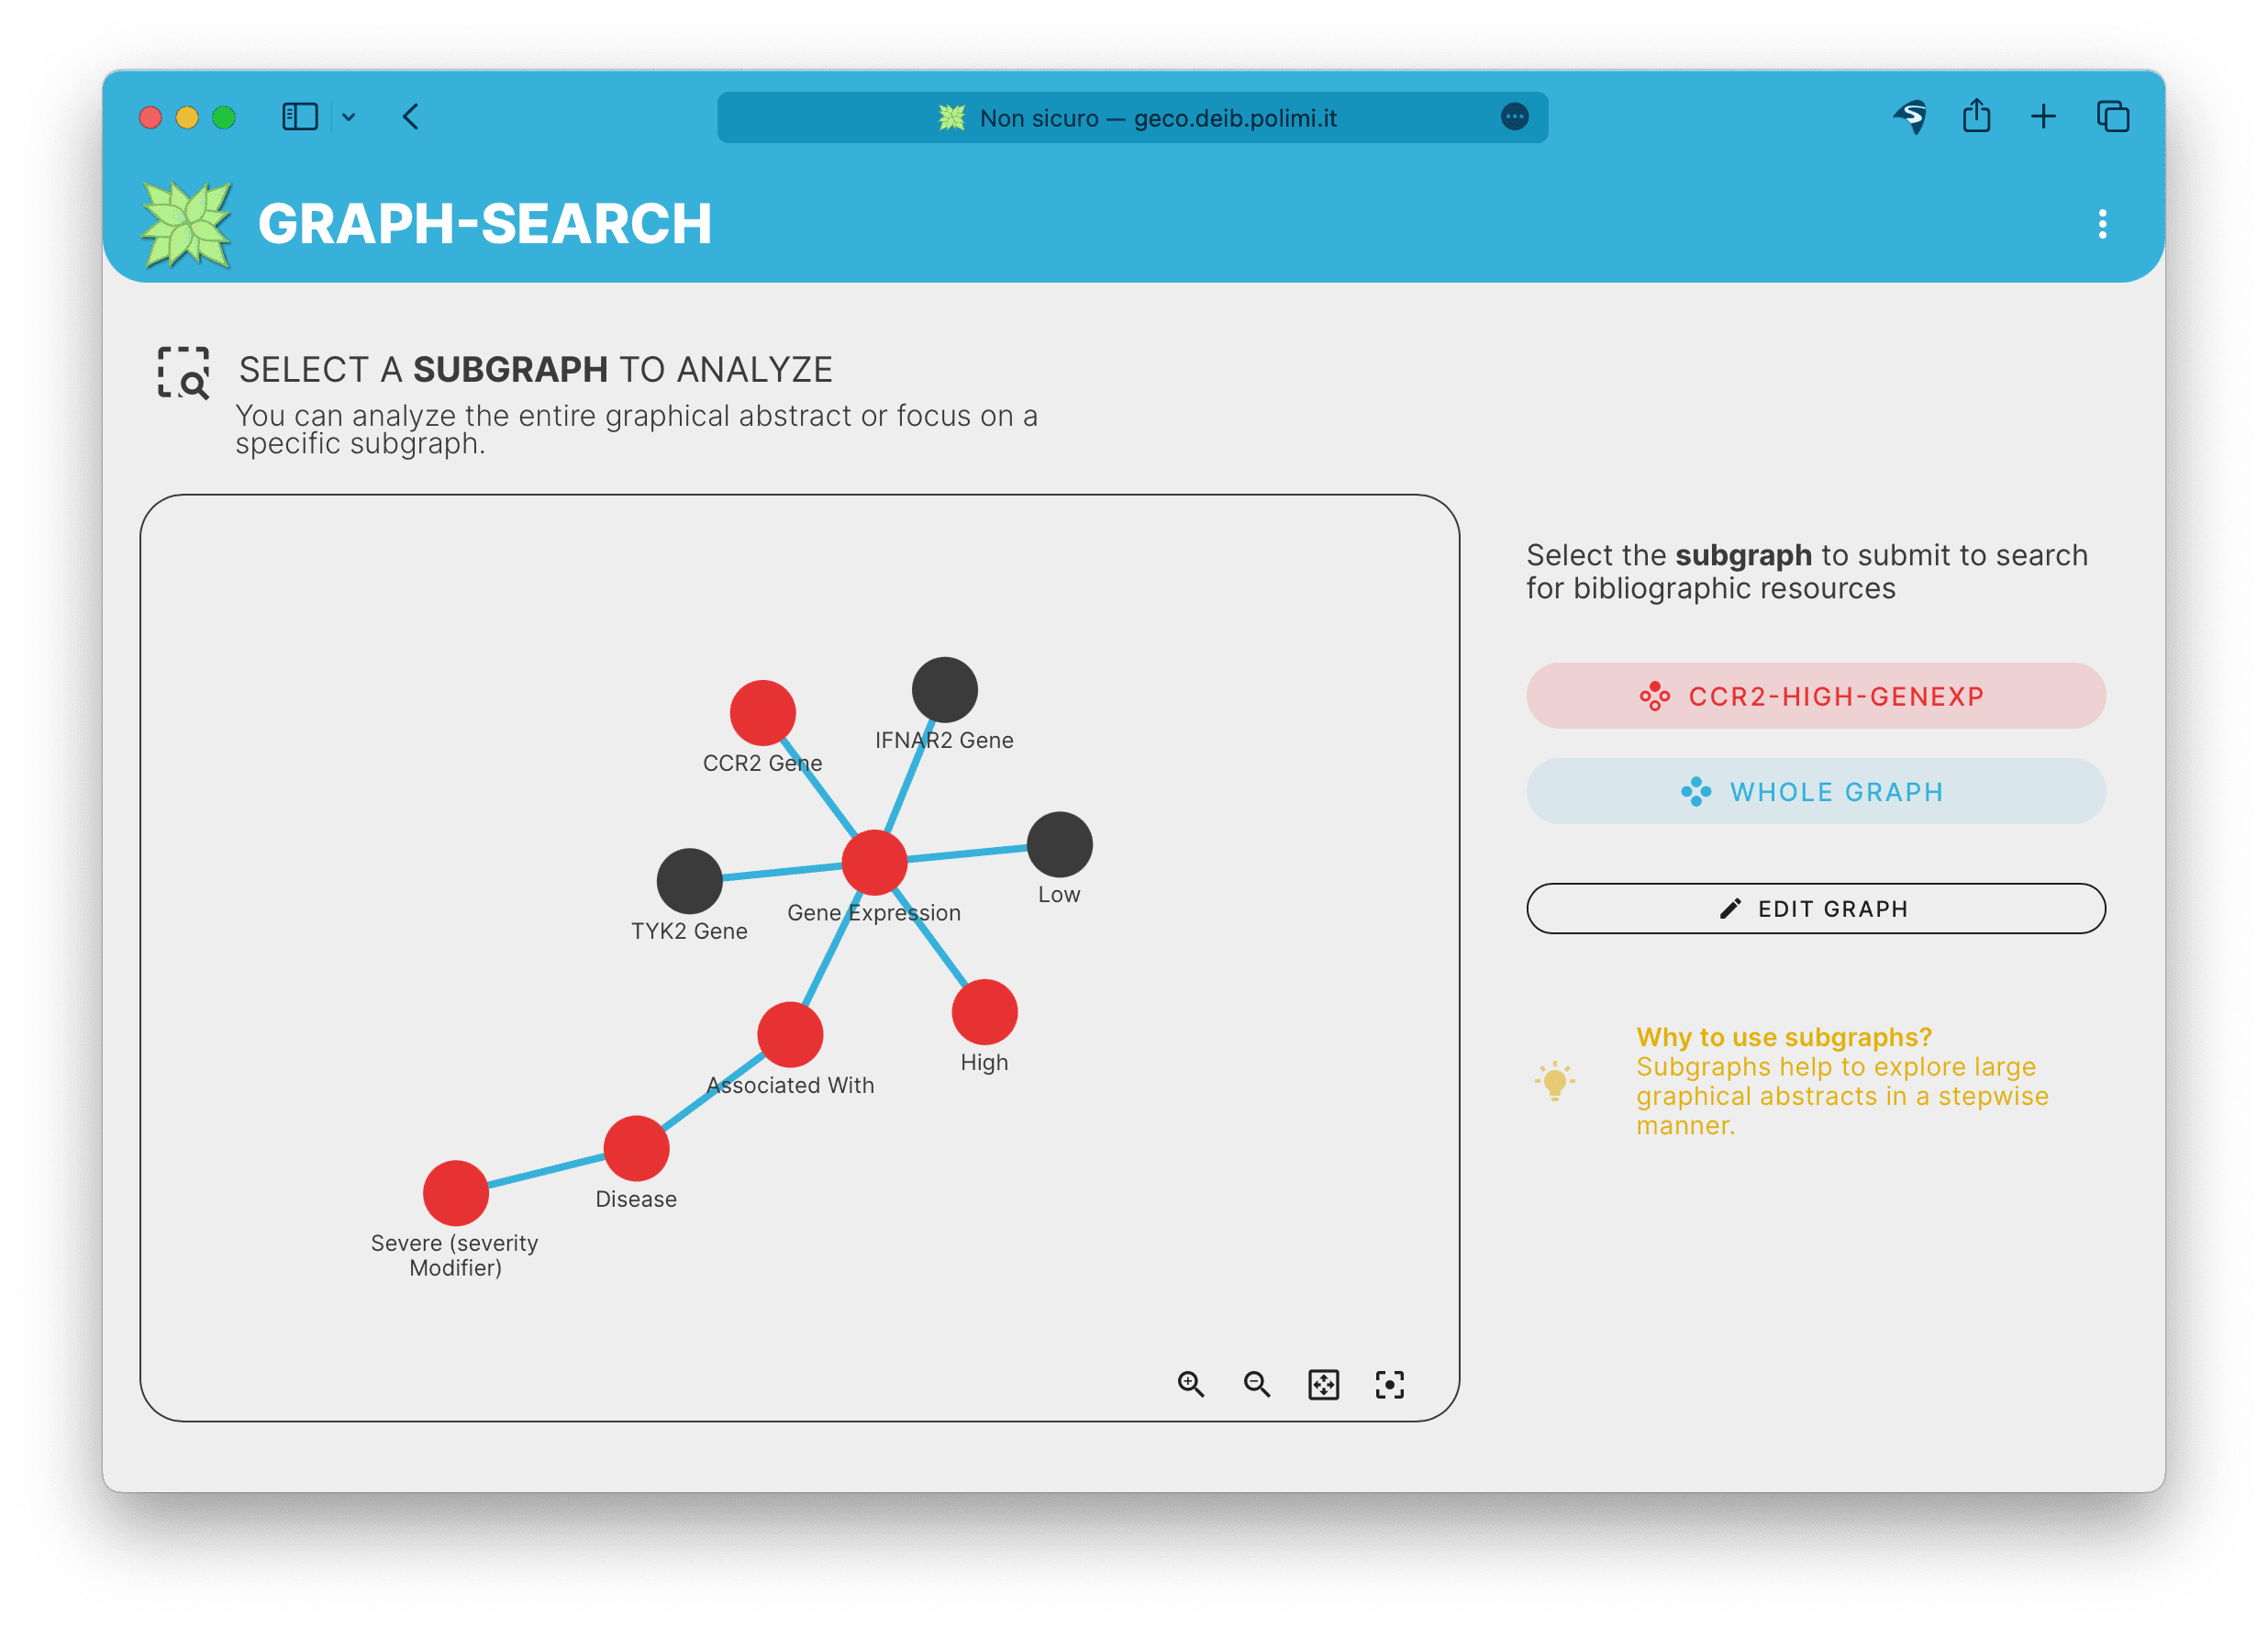 Non sicuro — geco.deib.polimi.it
GRAPH-SEARCH
SELECT A SUBGRAPH TO ANALYZE
You can analyze the entire graphical abstract or focus on a
specific subgraph.
CCR2 Gene
IFNAR2 Gene
TYK2 Gene
Gene Expression
Low
High
Associated With
Disease
Severe (severity
Modifier)
Select the subgraph to submit to search
for bibliographic resources
CCR2-HIGH-GENEXP
WHOLE GRAPH
EDIT GRAPH
Why to use subgraphs?
Subgraphs help to explore large
graphical abstracts in a stepwise
manner.